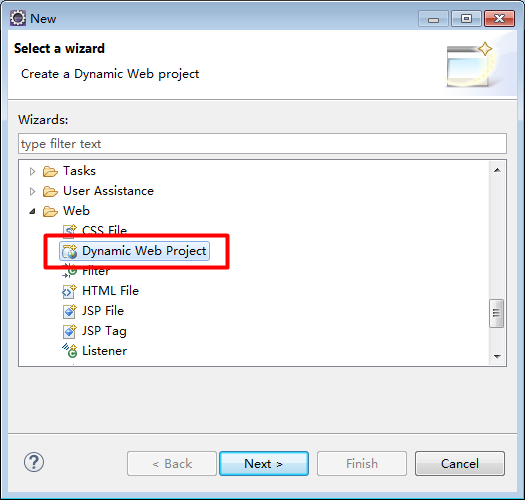 New
Select a wizard
Create a Dynamic Web project
Wizards:
type filter text
Tasks
User Assistance
Web
CSS File
Dynamic Web Project
Filter
HTML File
JSP File
JSP Tag
Listener
?
< Back
Next >
Finish
Cancel